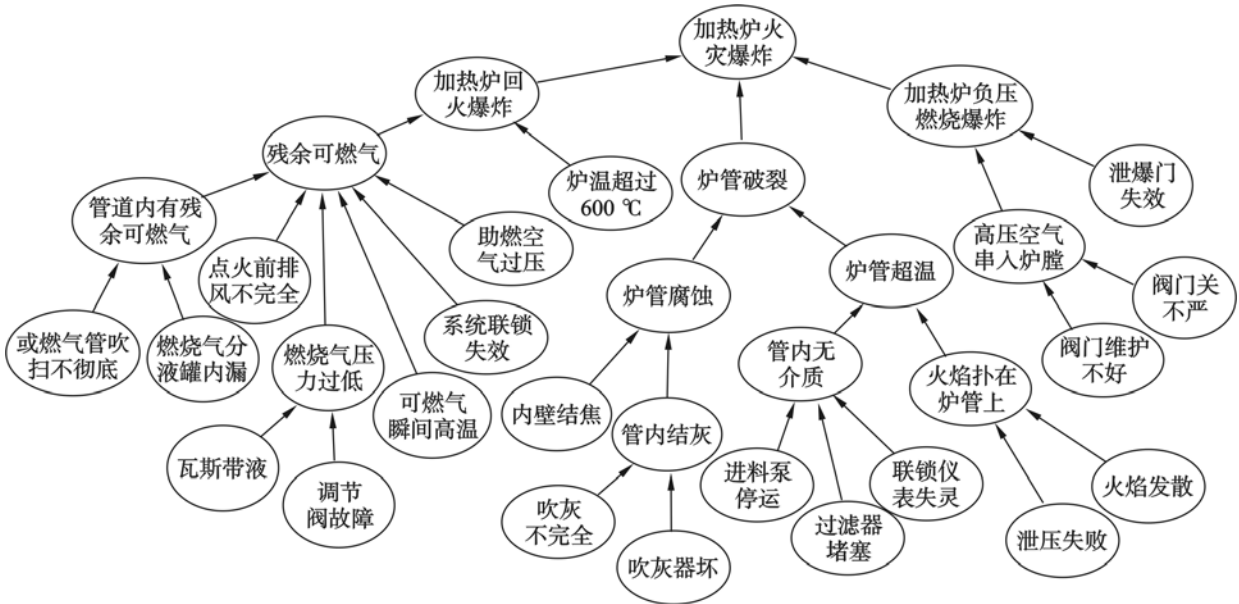 加热炉火
灾爆炸
加热炉回
火爆炸
加热炉负压
燃烧爆炸
残余可燃气
炉温超过
600 ℃
炉管破裂
泄爆门
失效
管道内有残
余可燃气
点火前排
风不完全
助燃空
气过压
炉管腐蚀
炉管超温
高压空气
串入炉膛
阀门关
不严
或燃气管吹
扫不彻底
燃烧气分
液罐内漏
燃烧气压
力过低
系统联锁
失效
可燃气
瞬间高温
管内无
介质
火焰扑在
炉管上
阀门维护
不好
内壁结焦
管内结灰
瓦斯带液
调节
阀故障
进料泵
停运
过滤器
堵塞
联锁仪
表失灵
火焰发散
泄压失败
吹灰
不完全
吹灰器坏